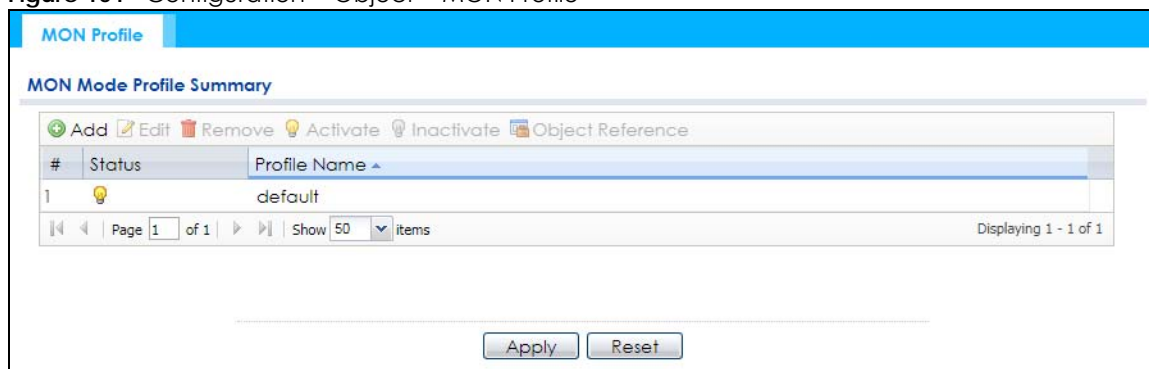 MON Profile
MON Mode Profile Summary
Add Edit Remove Activate Inactivate Object Reference
# Status Profile Name
1 default
Page 1 of 1 Show 50 items Displaying 1 - 1 of 1
Apply Reset